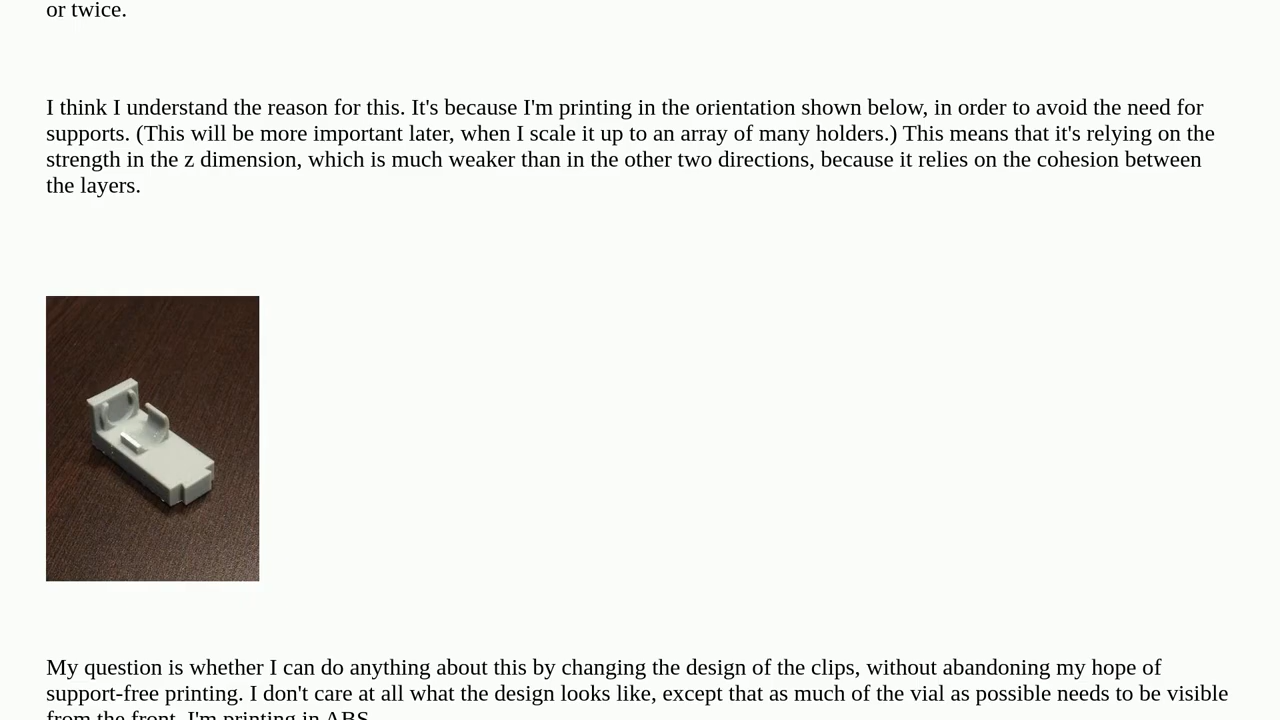 or twice.
I think I understand the reason for this. It's because I'm printing in the orientation shown below, in order to avoid the need for
supports. (This will be more important later, when I scale it up to an array of many holders.) This means that it's relying on the
strength in the z dimension, which is much weaker than in the other two directions, because it relies on the cohesion between
the layers.
My question is whether I can do anything about this by changing the design of the clips, without abandoning my hope of
support-free printing. I don't care at all what the design looks like, except that as much of the vial as possible needs to be visible
from the front. I'm printing in ABS.